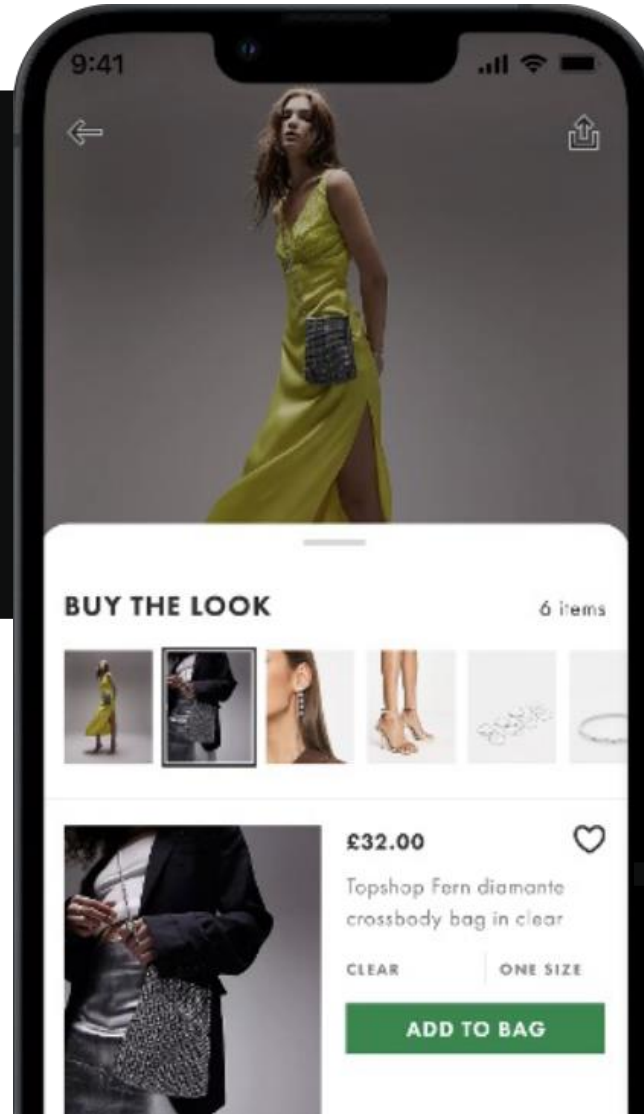 9:41
BUY THE LOOK
6 items
£32.00
Topshop Fern diamante
crossbody bag in clear
CLEAR
ONE SIZE
ADD TO BAG